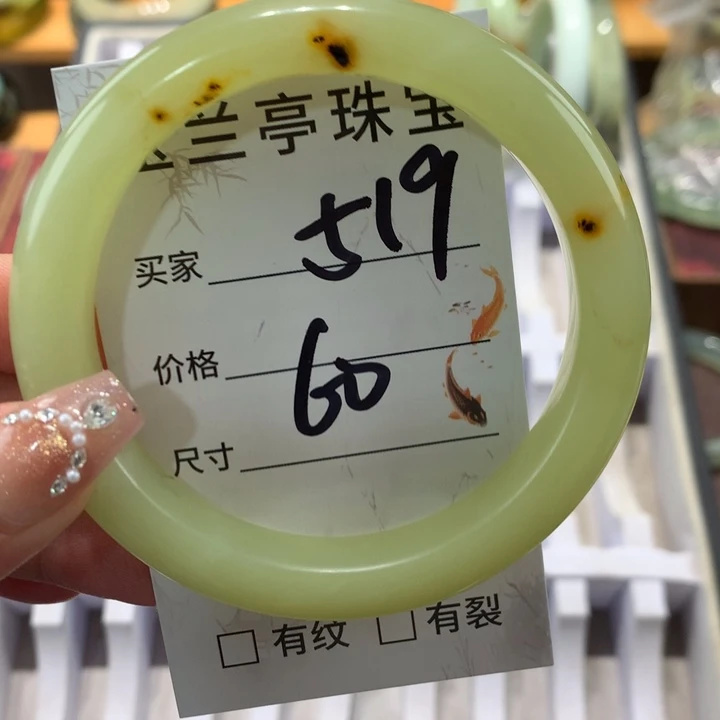 兰亭珠宝
买家 519
价格 60
尺寸
□ 有纹 □ 有裂